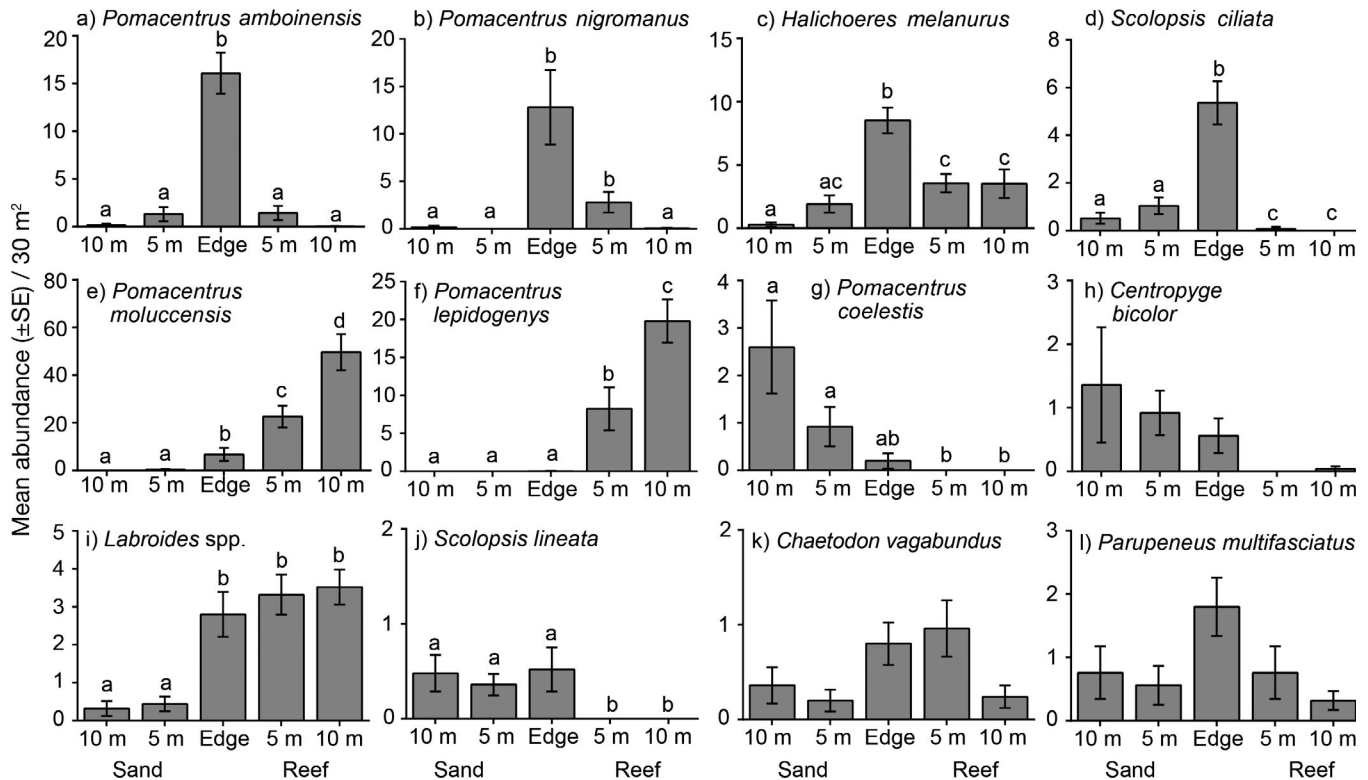 Mean abundance (±SE) / 30 m²
a) Pomacentrus amboinensis
20
15
10
5
0
a
a
b
a
a
10 m 5 m Edge 5 m 10 m
b) Pomacentrus nigromanus
20
15
10
5
0
a
a
b
b
a
10 m 5 m Edge 5 m 10 m
c) Halichoeres melanurus
15
10
5
0
a
ac
b
c
c
10 m 5 m Edge 5 m 10 m
d) Scolopsis ciliata
8
6
4
2
0
a
a
b
c
c
10 m 5 m Edge 5 m 10 m
e) Pomacentrus
moluccensis
80
60
40
20
0
a
a
b
c
d
10 m 5 m Edge 5 m 10 m
f) Pomacentrus
lepidogenys
25
20
15
10
5
0
a
a
a
b
c
10 m 5 m Edge 5 m 10 m
g) Pomacentrus
coelestis
4
3
2
1
0
a
a
ab
b
b
10 m 5 m Edge 5 m 10 m
h) Centropyge
bicolor
3
2
1
0
10 m 5 m Edge 5 m 10 m
i) Labroides spp.
5
4
3
2
1
0
a
a
b
b
b
10 m 5 m Edge 5 m 10 m
Sand Reef
j) Scolopsis lineata
2
1
0
a
a
a
b
b
10 m 5 m Edge 5 m 10 m
Sand Reef
k) Chaetodon vagabundus
2
1
0
10 m 5 m Edge 5 m 10 m
Sand Reef
l) Parupeneus multifasciatus
3
2
1
0
10 m 5 m Edge 5 m 10 m
Sand Reef